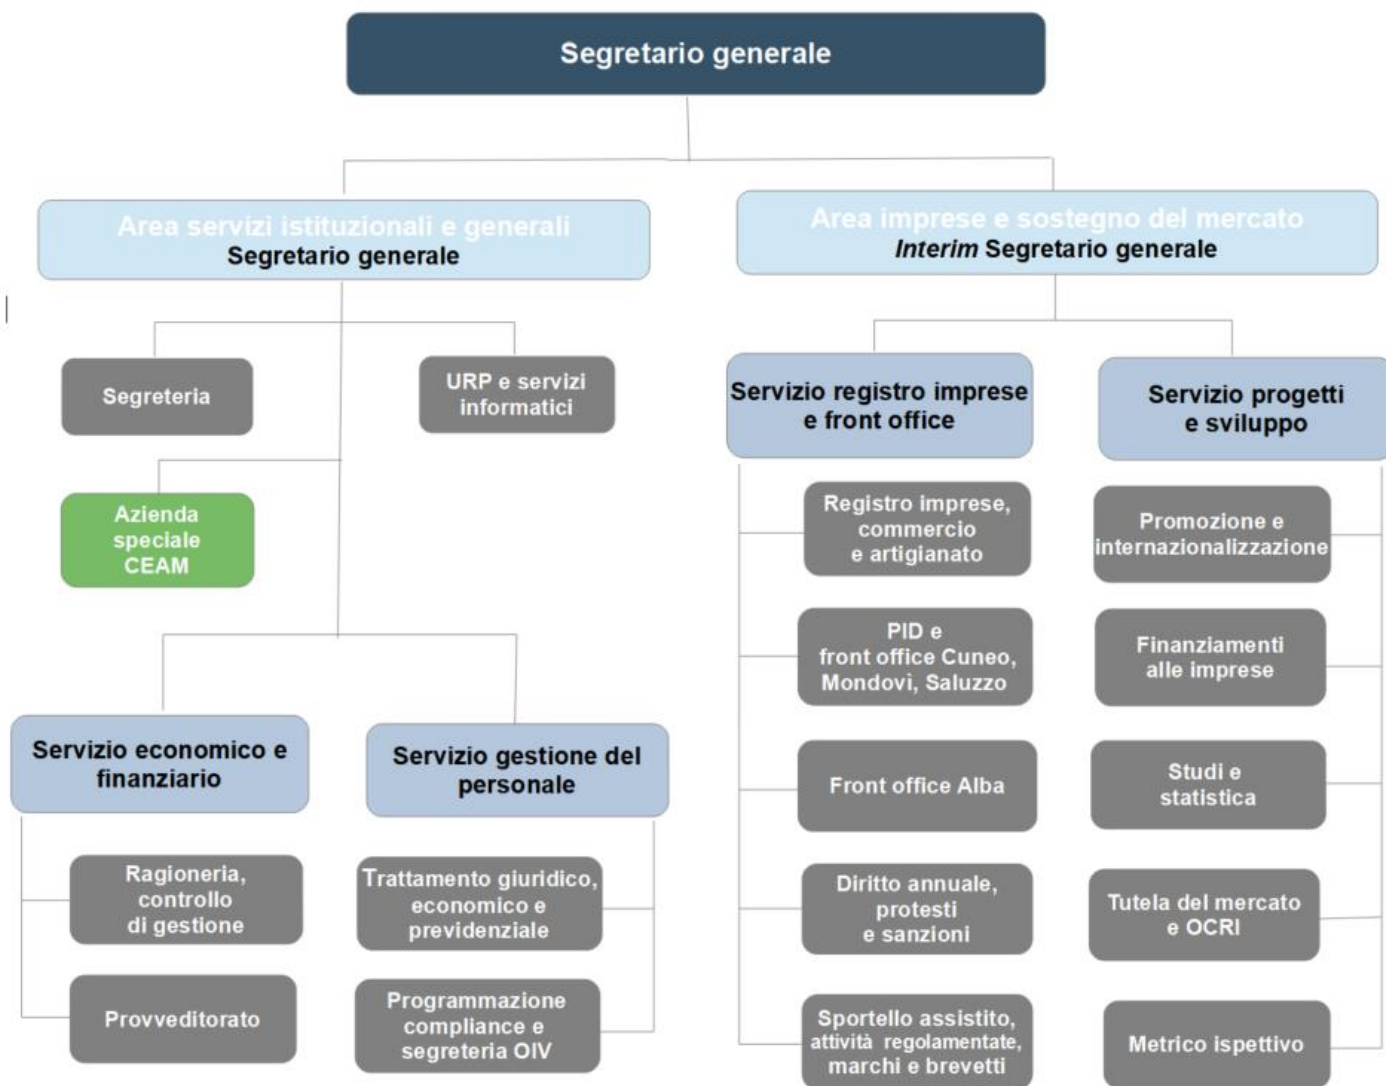 Segretario generale
Area servizi istituzionali e generali
Segretario generale
Area imprese e sostegno del mercato
Interim Segretario generale
Segreteria
URP e servizi
informatici
Azienda
speciale
CEAM
Servizio economico e
finanziario
Servizio gestione del
personale
Ragioneria,
controllo
di gestione
Provveditorato
Trattamento giuridico,
economico e
previdenziale
Programmazione
compliance e
segreteria OIV
Servizio registro imprese
e front office
Registro imprese,
commercio
e artigianato
PID e
front office Cuneo,
Mondovì, Saluzzo
Front office Alba
Diritto annuale,
protesti
e sanzioni
Sportello assistito,
attività regolamentate,
marchi e brevetti
Servizio progetti
e sviluppo
Promozione e
internazionalizzazione
Finanziamenti
alle imprese
Studi e
statistica
Tutela del mercato
e OCRI
Metrico ispettivo